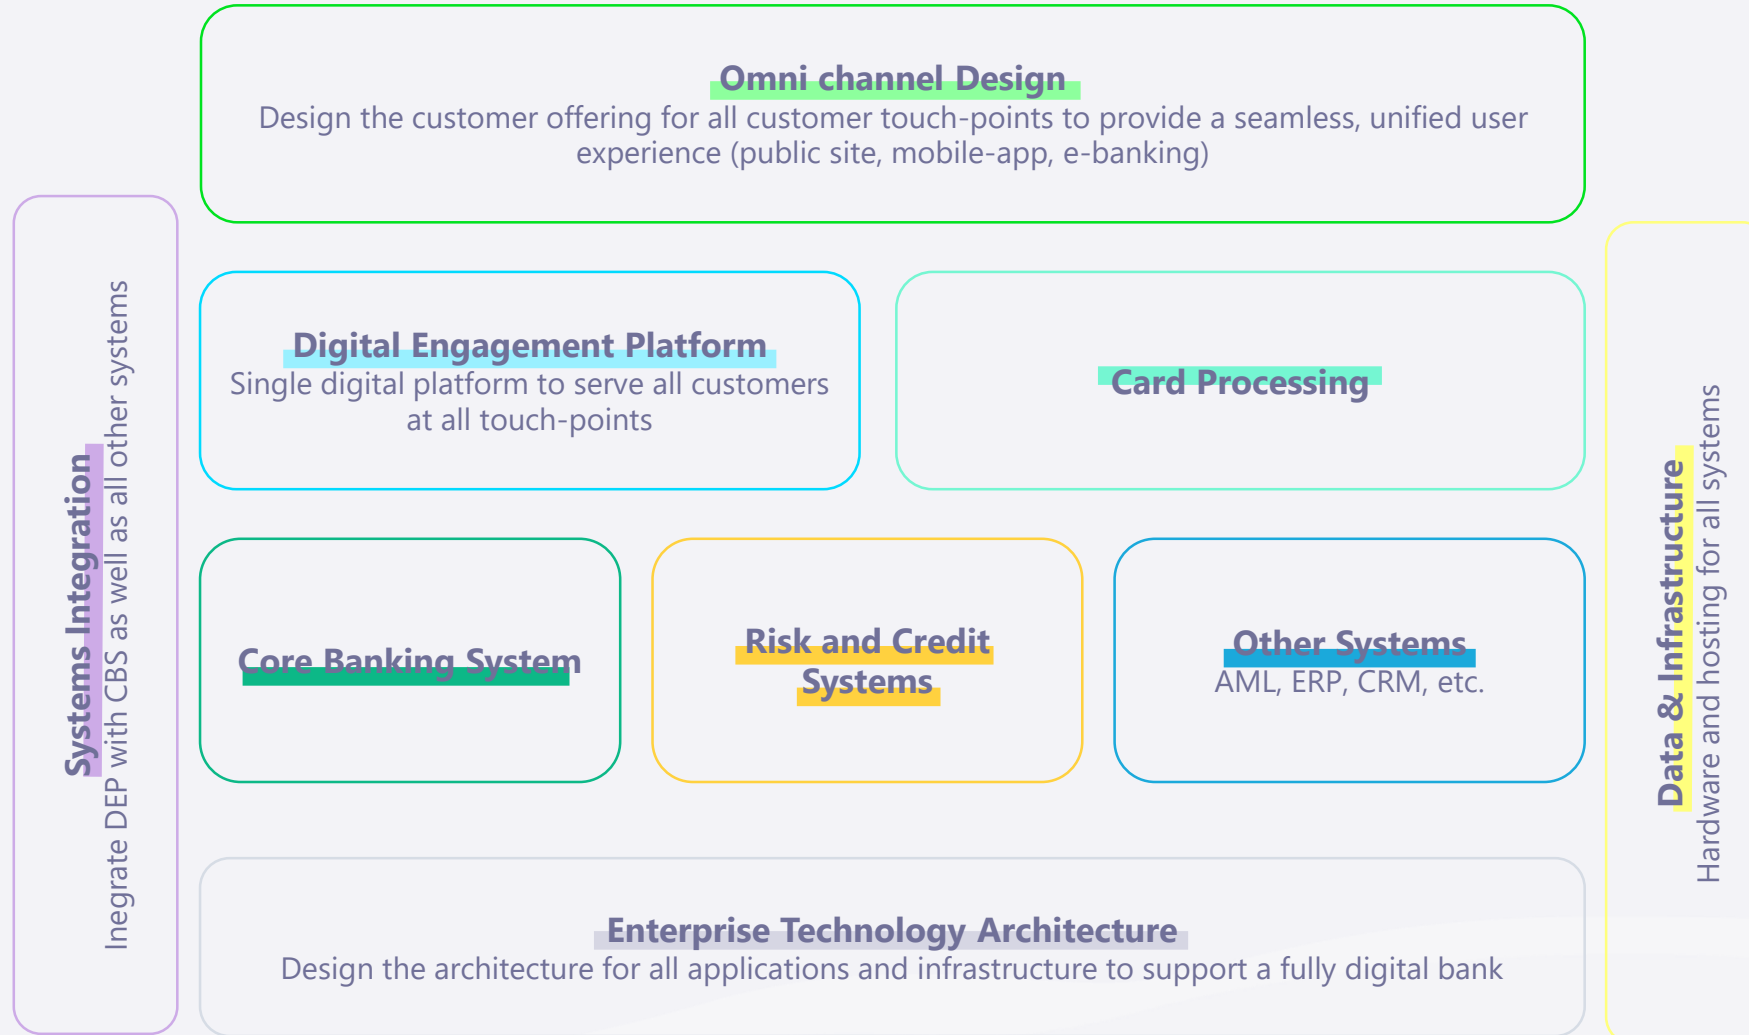 Omni channel Design
Design the customer offering for all customer touch-points to provide a seamless, unified user
experience (public site, mobile-app, e-banking)
Systems Integration
Inegrate DEP with CBS as well as all other systems
Digital Engagement Platform
Single digital platform to serve all customers
at all touch-points
Card Processing
Core Banking System
Risk and Credit
Systems
Other Systems
AML, ERP, CRM, etc.
Data & Infrastructure
Hardware and hosting for all systems
Enterprise Technology Architecture
Design the architecture for all applications and infrastructure to support a fully digital bank